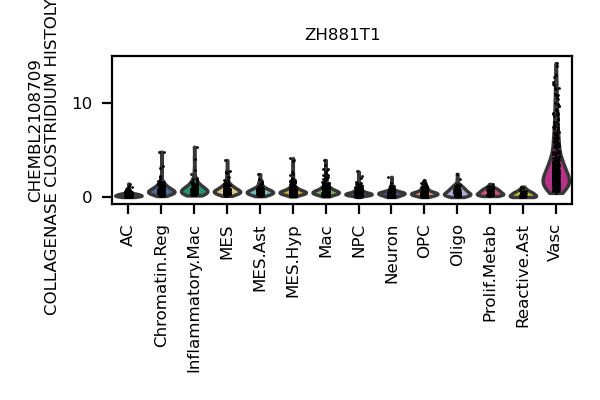 ZH881T1
CHEMBL2108709
COLLAGENASE CLOSTRIDIUM
10
0
AC
Chromatin.Reg
Inflammatory.Mac
MES
MES.Ast
MES.Hyp
Mac
NPC
Neuron
OPC
Oligo
Prolif.Metab
Reactive.Ast
Vasc